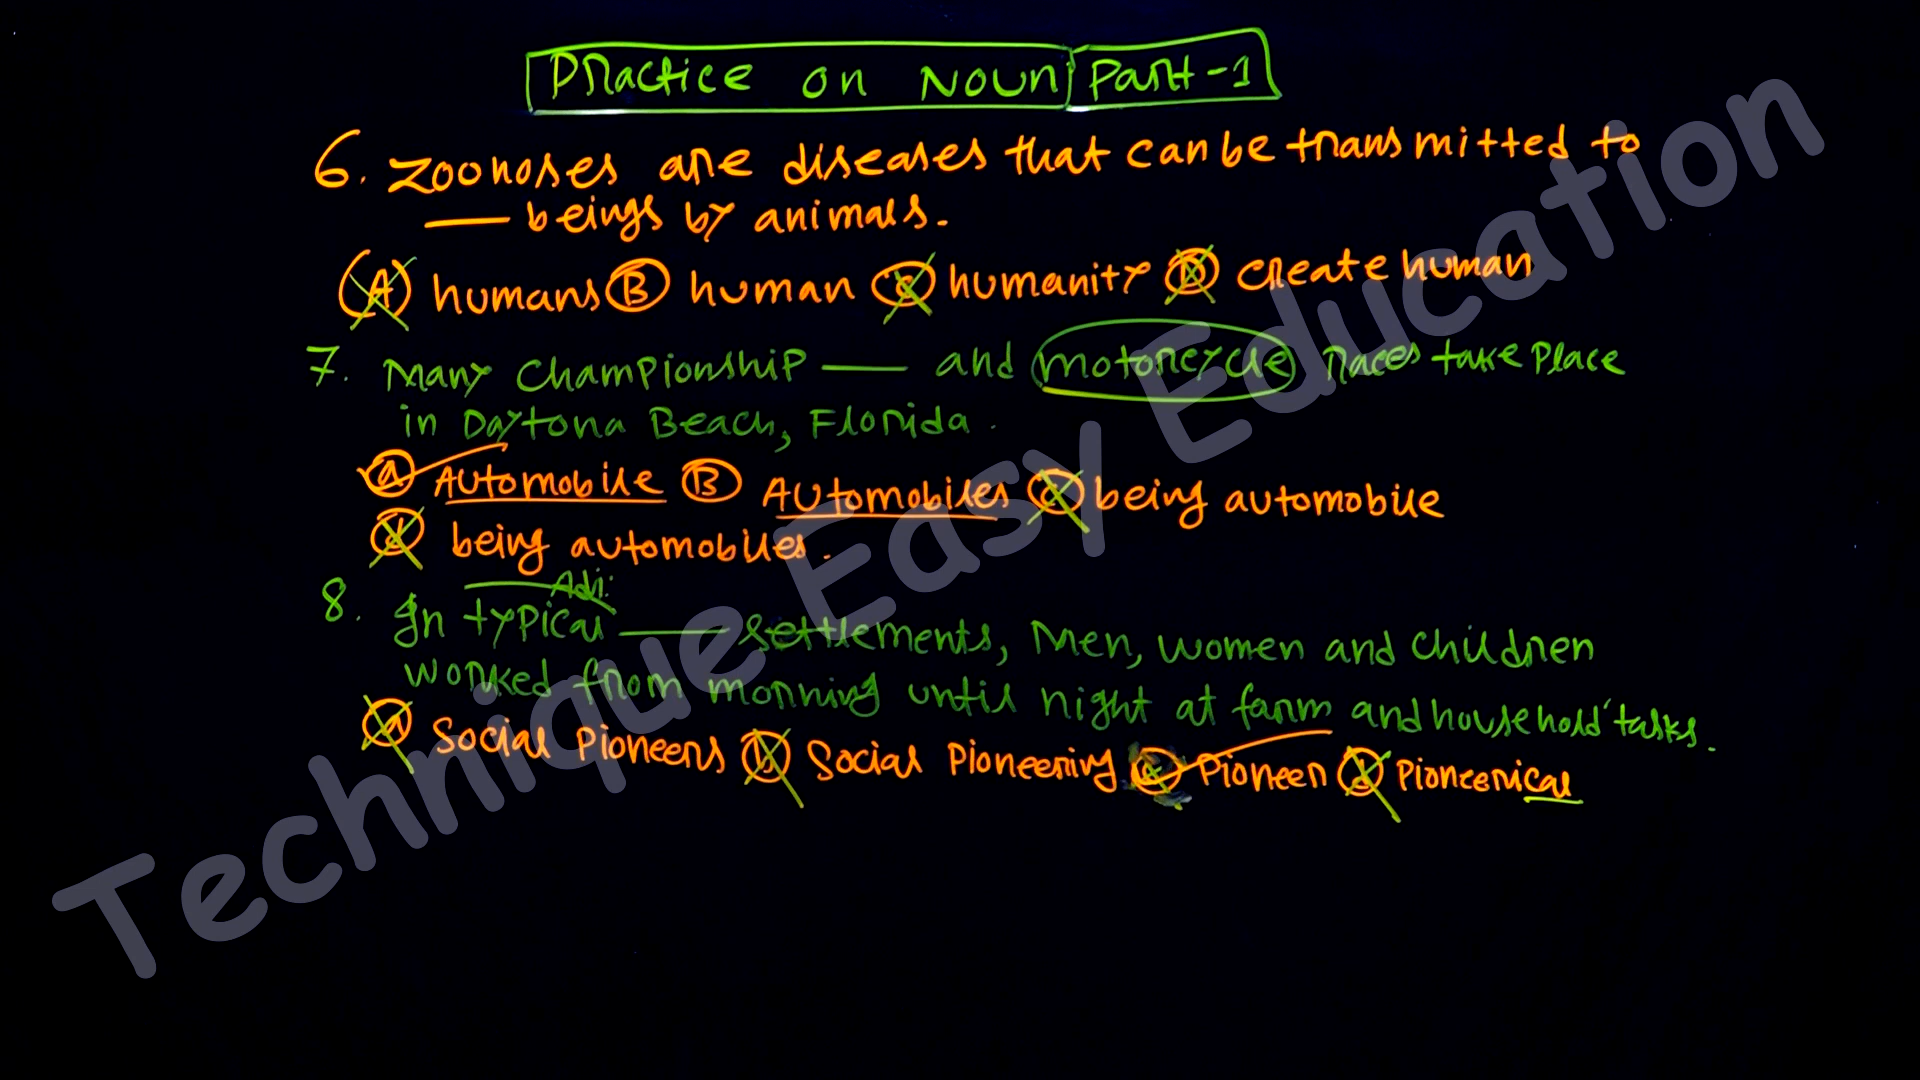 Practice on Noun Part-1
6. Zoonoses are diseases that can be transmitted to
— beings by animals.
(A) humans (B) human (C) humanity (D) create human
7. Many Championship — and motorcycle races take place
in Daytona Beach, Florida.
(a) Automobile (B) Automobiles (c) being automobile
(d) being automobiles.
Adj:
8. In typical — settlements, Men, women and children
worked from morning until night at farm and household tasks.
(a) Social Pioneers (b) Social Pioneering (c) Pioneer (d) Pioneerical
Technique Easy Education